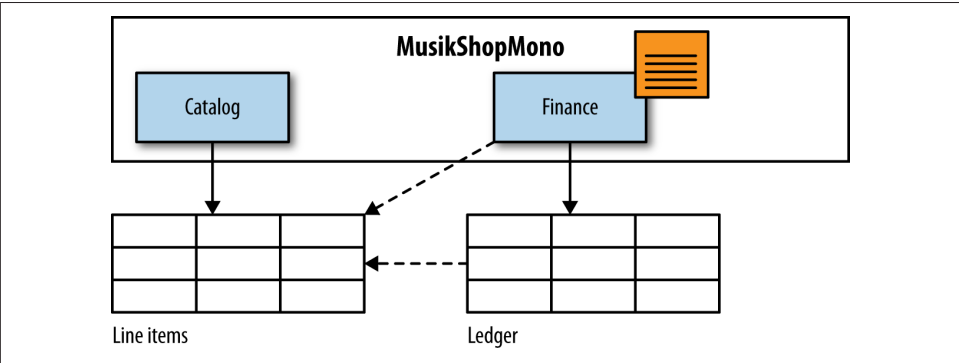 MusikShopMono
Catalog
Finance
Line items
Ledger